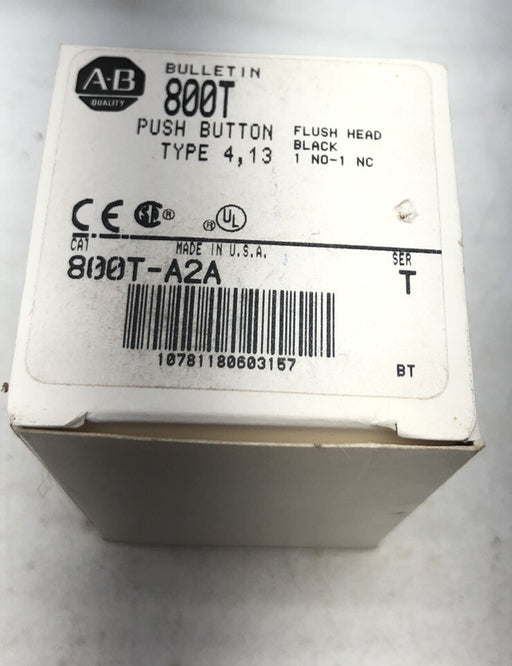 A-B
QUALITY
BULLETIN
800T
PUSH BUTTON
TYPE 4,13
FLUSH HEAD
BLACK
1 NO-1 NC
CE SA ® ® UL
CAT
MADE IN U.S.A.
SER
800T-A2A
T
10781180603157
BT